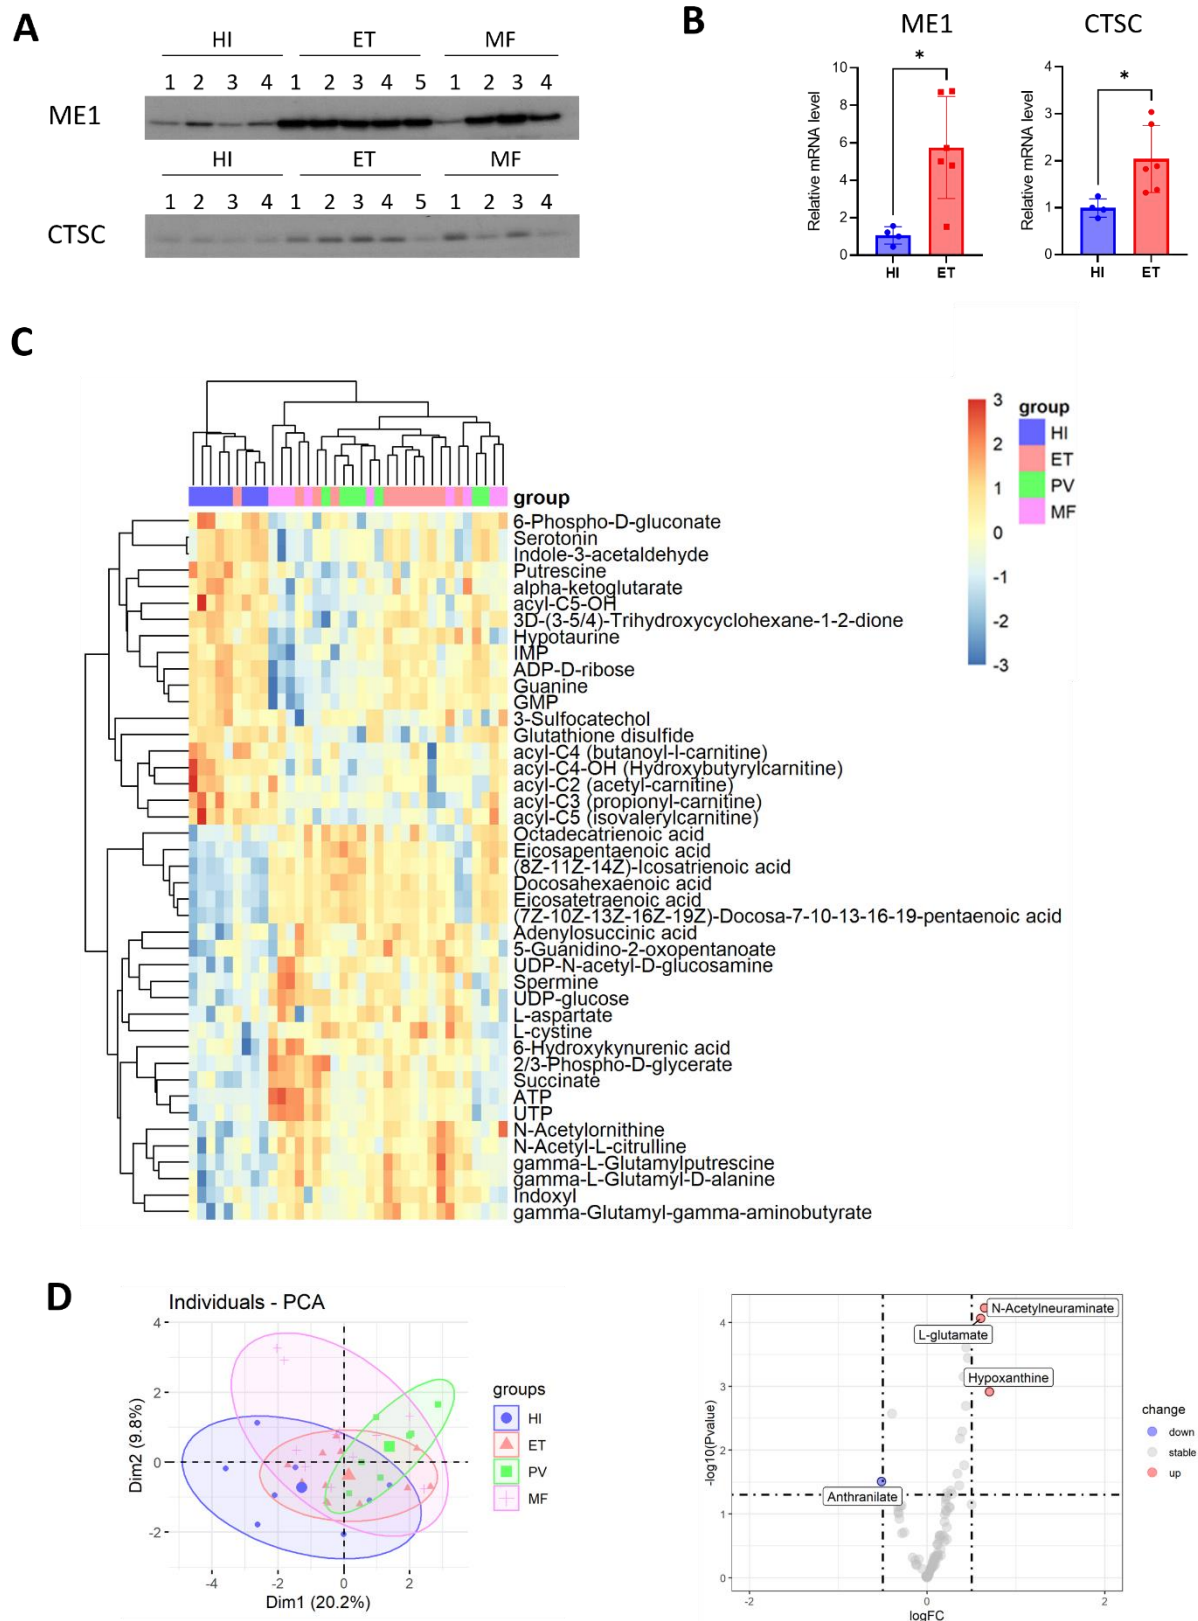 A
HI ET MF
1 2 3 4 1 2 3 4 5 1 2 3 4
ME1
HI ET MF
1 2 3 4 1 2 3 4 5 1 2 3 4
CTSC
B
ME1
*
Relative mRNA level
10
8
6
4
2
0
HI ET
CTSC
*
Relative mRNA level
4
3
2
1
0
HI ET
C
group
3
2
1
0
-1
-2
-3
group
HI
ET
PV
MF
6-Phospho-D-gluconate
Serotonin
Indole-3-acetaldehyde
Putrescine
alpha-ketoglutarate
acyl-C5-OH
3D-(3-5/4)-Trihydroxycyclohexane-1-2-dione
Hypotaurine
IMP
ADP-D-ribose
Guanine
GMP
3-Sulfocatechol
Glutathione disulfide
acyl-C4 (butanoyl-l-carnitine)
acyl-C4-OH (Hydroxybutyrylcarnitine)
acyl-C2 (acetyl-carnitine)
acyl-C3 (propionyl-carnitine)
acyl-C5 (isovalerylcarnitine)
Octadecatrienoic acid
Eicosapentaenoic acid
(8Z-11Z-14Z)-Icosatrienoic acid
Docosahexaenoic acid
Eicosatetraenoic acid
(7Z-10Z-13Z-16Z-19Z)-Docosa-7-10-13-16-19-pentaenoic acid
Adenylosuccinic acid
5-Guanidino-2-oxopentanoate
UDP-N-acetyl-D-glucosamine
Spermine
UDP-glucose
L-aspartate
L-cystine
6-Hydroxykynurenic acid
2/3-Phospho-D-glycerate
Succinate
ATP
UTP
N-Acetylornithine
N-Acetyl-L-citrulline
gamma-L-Glutamylputrescine
gamma-L-Glutamyl-D-alanine
Indoxyl
gamma-Glutamyl-gamma-aminobutyrate
D
Individuals - PCA
Dim2 (9.8%)
4
2
0
-2
-4 -2 0 2
Dim1 (20.2%)
groups
HI
ET
PV
MF
-log10(Pvalue)
4
3
2
1
0
N-Acetylneuraminate
L-glutamate
Hypoxanthine
Anthranilate
-2 0 2
logFC
change
down
stable
up